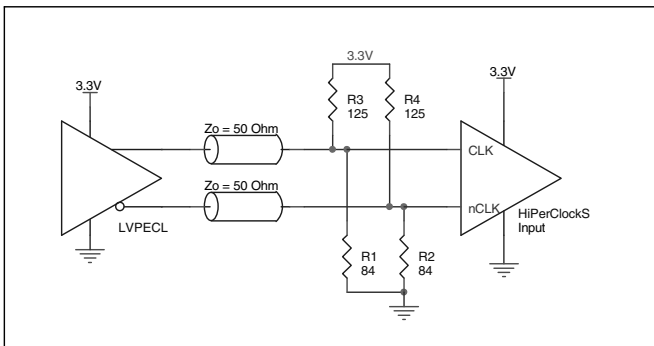 3.3V
3.3V
3.3V
R3
125
R4
125
Zo = 50 Ohm
CLK
Zo = 50 Ohm
nCLK
HiPerClockS
Input
LVPECL
R1
84
R2
84